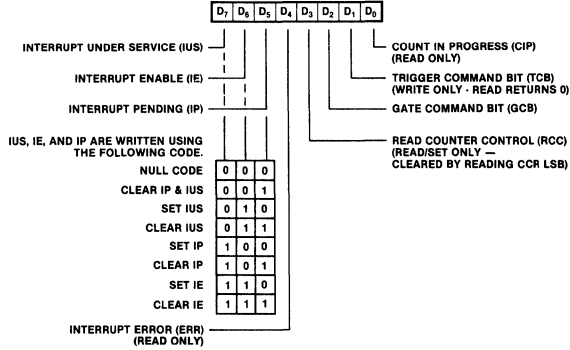 D7 D6 D5 D4 D3 D2 D1 D0
INTERRUPT UNDER SERVICE (IUS)
COUNT IN PROGRESS (CIP)
(READ ONLY)
INTERRUPT ENABLE (IE)
TRIGGER COMMAND BIT (TCB)
(WRITE ONLY - READ RETURNS 0)
INTERRUPT PENDING (IP)
GATE COMMAND BIT (GCB)
IUS, IE, AND IP ARE WRITTEN USING
THE FOLLOWING CODE.
READ COUNTER CONTROL (RCC)
(READ/SET ONLY —
CLEARED BY READING CCR LSB)
NULL CODE 0 0 0
CLEAR IP & IUS 0 0 1
SET IUS 0 1 0
CLEAR IUS 0 1 1
SET IP 1 0 0
CLEAR IP 1 0 1
SET IE 1 1 0
CLEAR IE 1 1 1
INTERRUPT ERROR (ERR)
(READ ONLY)